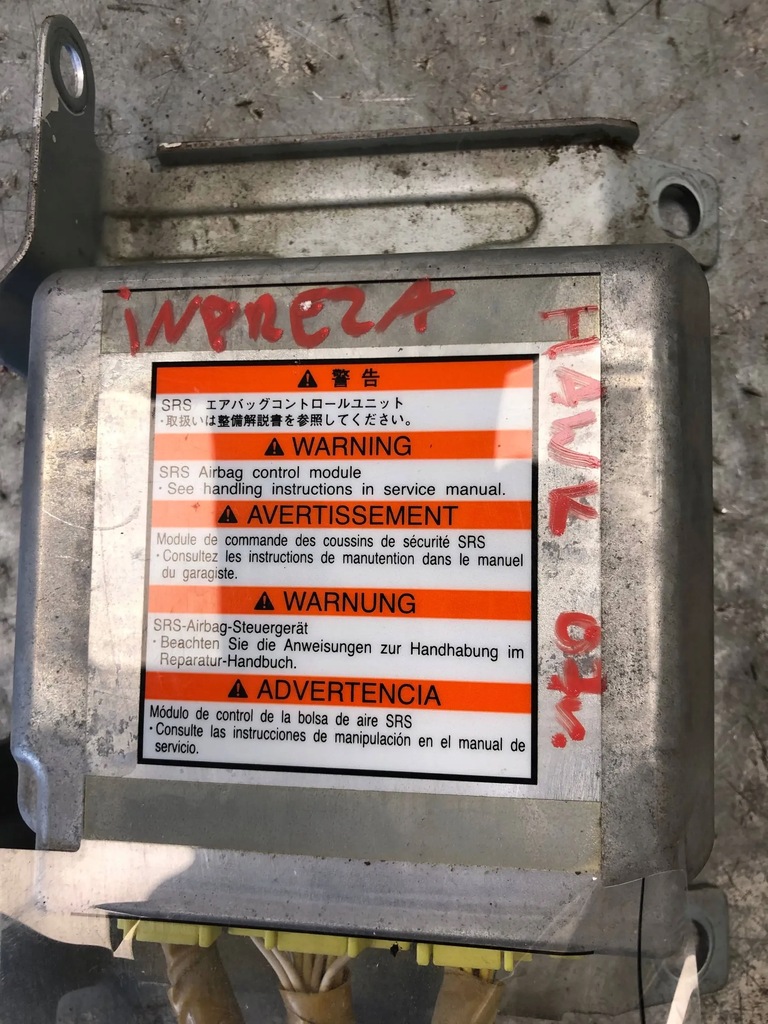 iNPREZA
HAWK 07r.
⚠ 警告
SRS エアバッグコントロールユニット
・取扱いは整備解説書を参照してください。
⚠ WARNING
SRS Airbag control module
・See handling instructions in service manual.
⚠ AVERTISSEMENT
Module de commande des coussins de sécurité SRS
・Consultez les instructions de manutention dans le manuel
du garagiste.
⚠ WARNUNG
SRS-Airbag-Steuergerät
・Beachten Sie die Anweisungen zur Handhabung im
Reparatur-Handbuch.
⚠ ADVERTENCIA
Módulo de control de la bolsa de aire SRS
・Consulte las instrucciones de manipulación en el manual de
servicio.